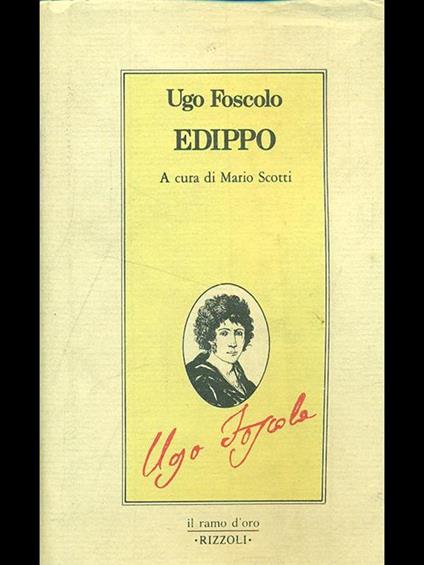 Ugo Foscolo
EDIPPO
A cura di Mario Scotti
Ugo Foscolo
il ramo d'oro
•RIZZOLI•